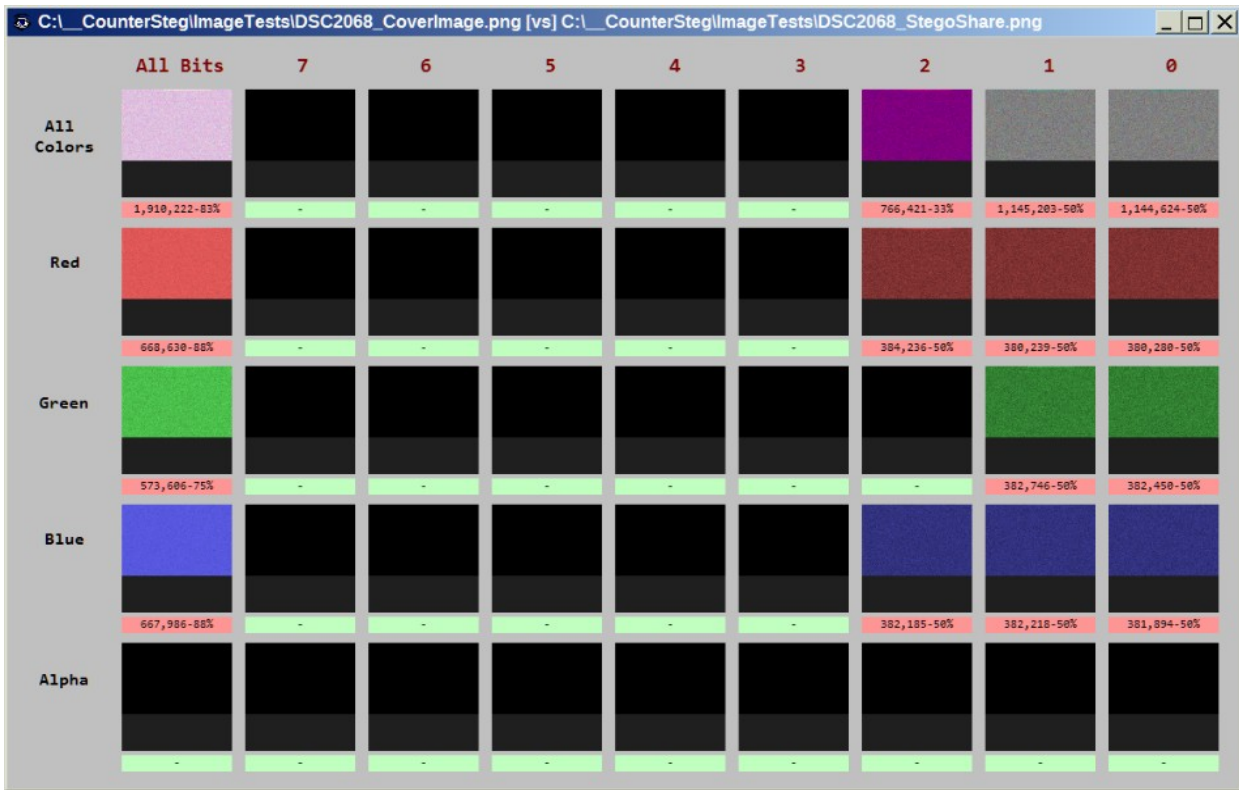 C:\__CounterSteg\ImageTests\DSC2068_CoverImage.png [vs] C:\__CounterSteg\ImageTests\DSC2068_StegoShare.png
All Bits 7 6 5 4 3 2 1 0
All
Colors
1,910,222-83% - - - - - 766,421-33% 1,145,203-50% 1,144,624-50%
Red
668,630-88% - - - - - 384,236-50% 380,239-50% 380,280-50%
Green
573,606-75% - - - - - - 382,746-50% 382,450-50%
Blue
667,986-88% - - - - - 382,185-50% 382,218-50% 381,894-50%
Alpha
- - - - - - - - -